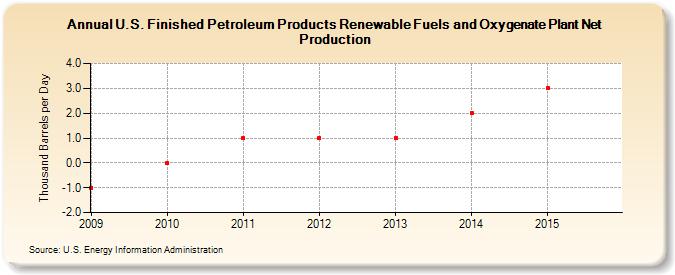 Annual U.S. Finished Petroleum Products Renewable Fuels and Oxygenate Plant Net
Production
Thousand Barrels per Day
4.0
3.0
2.0
1.0
0.0
-1.0
-2.0
2009 2010 2011 2012 2013 2014 2015
Source: U.S. Energy Information Administration